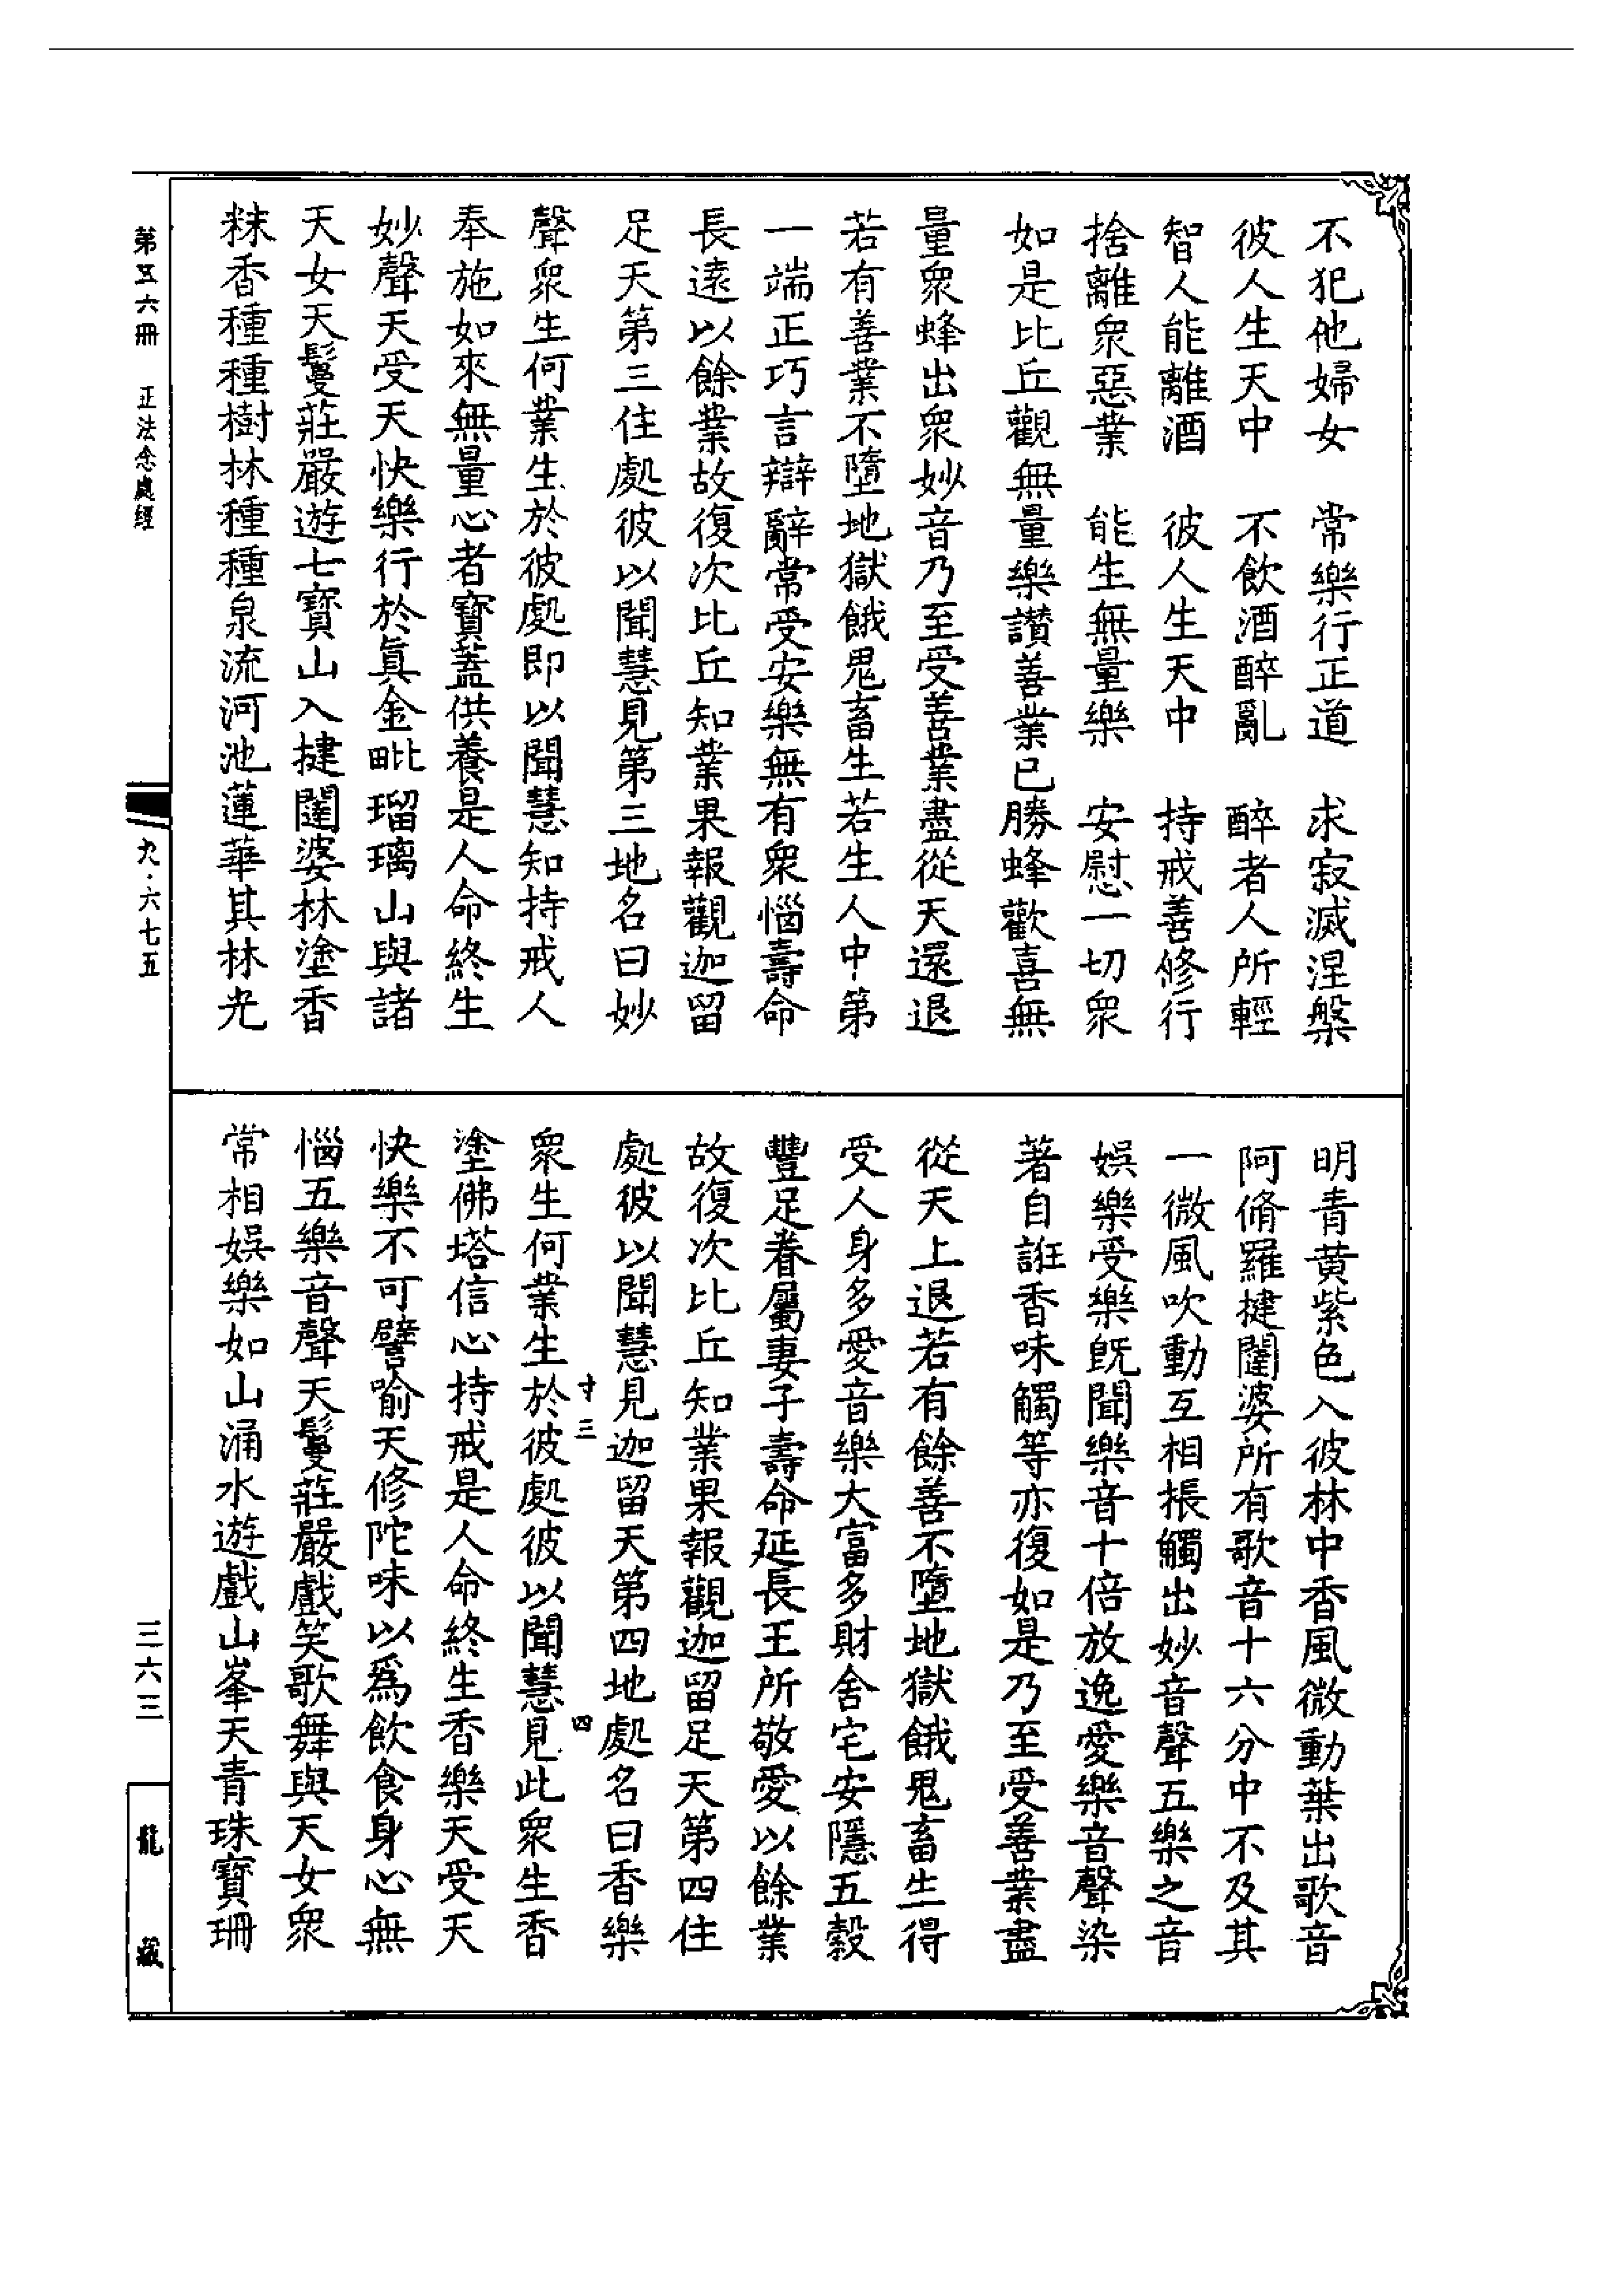 不犯他婦女　常樂行正道　求寂滅涅槃
彼人生天中　不飲酒醉亂　醉者人所輕
智人能離酒　彼人生天中　持戒善修行
捨離眾惡業　能生無量樂　安慰一切眾
如是比丘觀無量樂讚善業已勝蜂歡喜無
量眾蜂出眾妙音乃至受善業盡從天還退
若有善業不墮地獄餓鬼畜生若生人中第
一端正巧言辯辭常受安樂無有眾惱壽命
長遠以餘業故復次比丘知業果報觀迦留
足天第三住處彼以聞慧見第三地名曰妙
聲眾生何業生於彼處即以聞慧知持戒人
奉施如來無量心者寶蓋供養是人命終生
妙聲天受天快樂行於真金毗瑠璃山與諸
天女天鬘莊嚴遊七寶山入揵闥婆林塗香
粖香種種樹林種種泉流河池蓮華其林光
明青黃紫色入彼林中香風微動葉出歌音
阿脩羅揵闥婆所有歌音十六分中不及其
一微風吹動互相掁觸出妙音聲五樂之音
娛樂受樂既聞樂音十倍放逸愛樂音聲染
著自誑香味觸等亦復如是乃至受善業盡
從天上退若有餘善不墮地獄餓鬼畜生得
受人身多愛音樂大富多財舍宅安隱五穀
豐足眷屬妻子壽命延長王所敬愛以餘業
故復次比丘知業果報觀迦留足天第四住
處彼以聞慧見迦留天第四地處名曰香樂
十三　四
眾生何業生於彼處彼以聞慧見此眾生香
塗佛塔信心持戒是人命終生香樂天受天
快樂不可譬喻天修陀味以為飲食身心無
惱五樂音聲天鬘莊嚴戲笑歌舞與天女眾
常相娛樂如山涌水遊戲山峯天青珠寶珊
第五六冊　正法念處經
九·六七五
三六三
龍藏